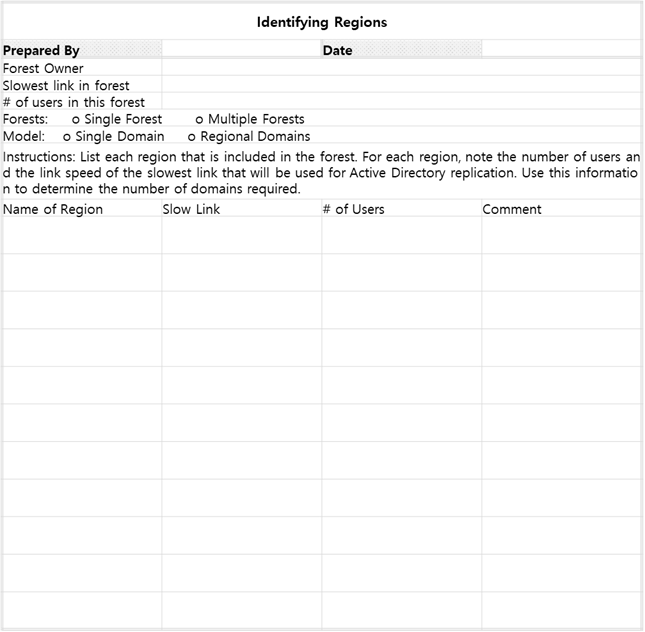 Identifying Regions
Prepared By Date
Forest Owner
Slowest link in forest
# of users in this forest
Forests: o Single Forest o Multiple Forests
Model: o Single Domain o Regional Domains
Instructions: List each region that is included in the forest. For each region, note the number of users an
d the link speed of the slowest link that will be used for Active Directory replication. Use this informatio
n to determine the number of domains required.
Name of Region Slow Link # of Users Comment